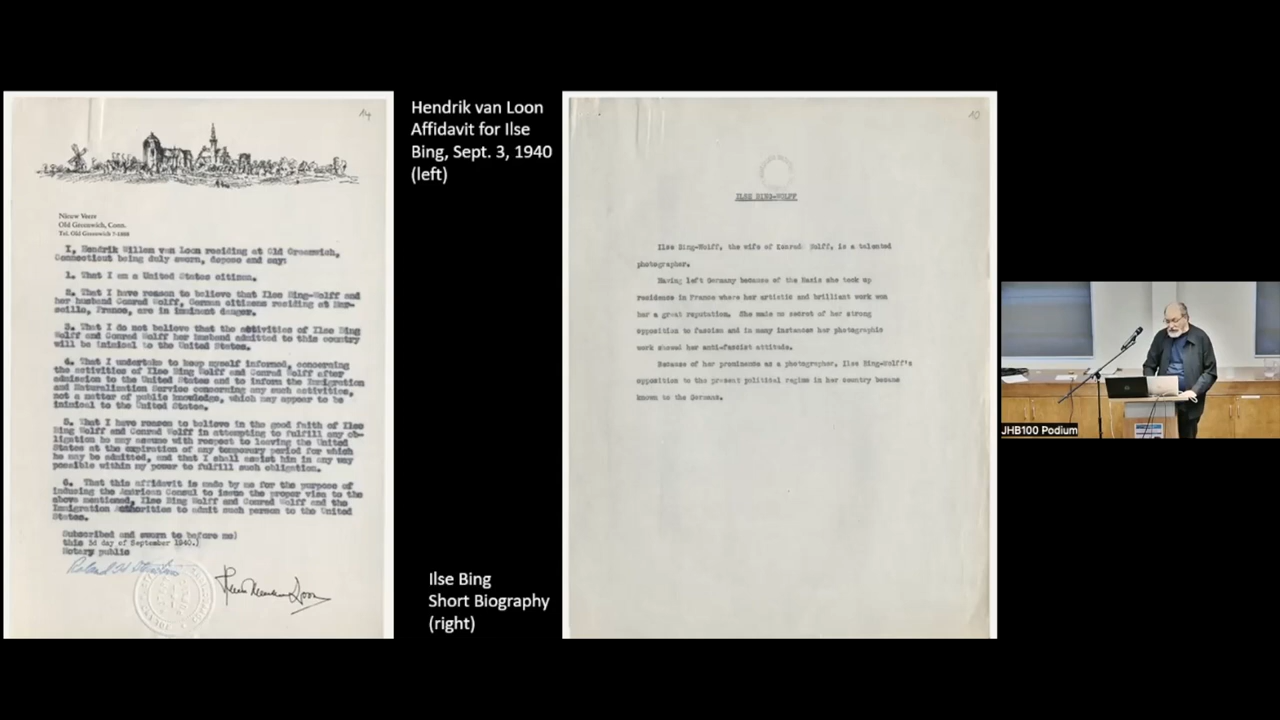 14
Nieuw Veere
Old Greenwich, Conn.
Tel. Old Greenwich 7-1888
I, Hendrik Willem van Loon residing at Old Greenwich,
Connecticut being duly sworn, depose and say:
1. That I am a United States citizen.
2. That I have reason to believe that Ilse Bing-Wolff and
her husband Conrad Wolff, German citizens residing at Mar-
seille, France, are in imminent danger.
3. That I do not believe that the activities of Ilse Bing
Wolff and Conrad Wolff her husband admitted to this country
will be inimical to the United States.
4. That I undertake to keep myself informed, concerning
the activities of Ilse Bing Wolff and Conrad Wolff after
admission to the United States and to inform the Immigration
and Naturalization Service concerning any such activities,
not a matter of public knowledge, which may appear to be
inimical to the United States.
5. That I have reason to believe in the good faith of Ilse
Bing Wolff and Conrad Wolff in attempting to fulfill any ob-
ligation he may assume with respect to leaving the United
States at the expiration of any temporary period for which
he may be admitted, and that I shall assist him in any way
possible within my power to fulfill such obligation.
6. That this affidavit is made by me for the purpose of
inducing the American Consul to issue the proper visa to the
above mentioned, Ilse Bing Wolff and Conrad Wolff and the
Immigration Authorities to admit such person to the United
States.
Subscribed and sworn to before me)
this 3d day of September 1940.)
Notary public
Hendrik van Loon
Affidavit for Ilse
Bing, Sept. 3, 1940
(left)
Ilse Bing
Short Biography
(right)
10
ILSE BING-WOLFF
Ilse Bing-Wolff, the wife of Konrad Wolff, is a talented
photographer.
Having left Germany because of the Nazis she took up
residence in France where her artistic and brilliant work won
her a great reputation. She made no secret of her strong
opposition to fascism and in many instances her photographic
work showed her anti-fascist attitude.
Because of her prominence as a photographer, Ilse Bing-Wolff's
opposition to the present political regime in her country became
known to the Germans.
JHB100 Podium